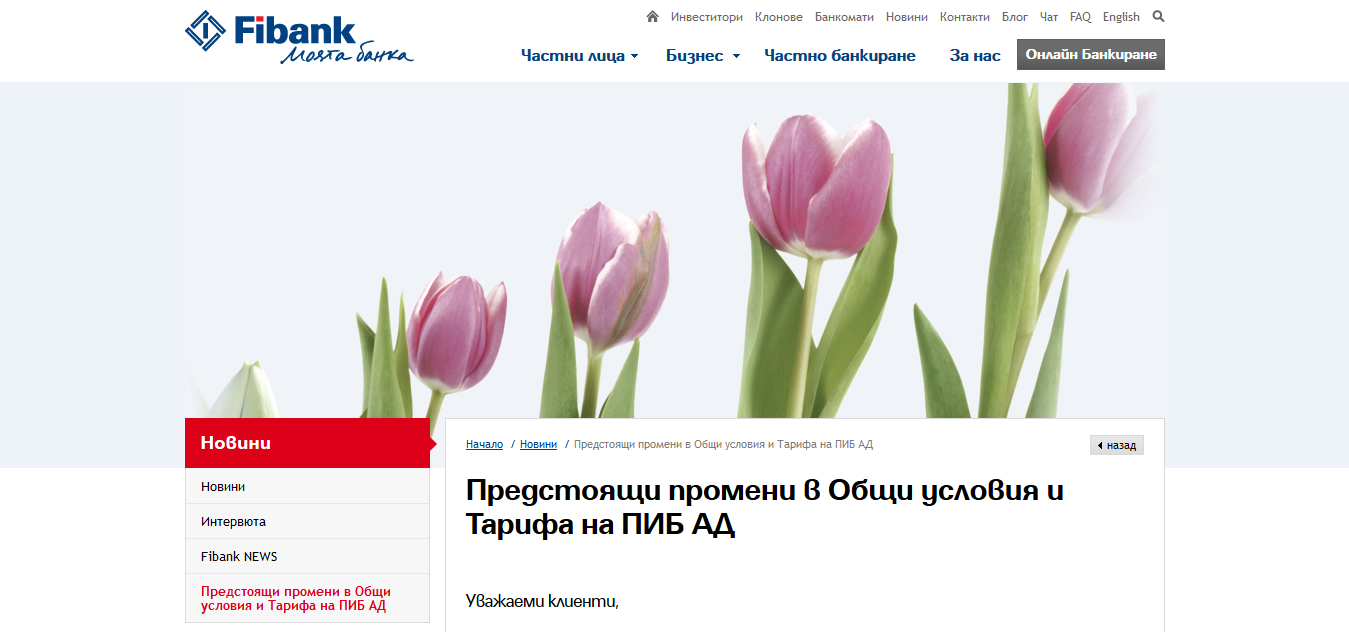 Fibank
Моята банка
Инвеститори Клонове Банкомати Новини Контакти Блог Чат FAQ English
Частни лица Бизнес Частно банкиране За нас Онлайн Банкиране
Новини
Новини
Интервюта
Fibank NEWS
Предстоящи промени в Общи
условия и Тарифа на ПИБ АД
Начало / Новини / Предстоящи промени в Общи условия и Тарифа на ПИБ АД
назад
Предстоящи промени в Общи условия и
Тарифа на ПИБ АД
Уважаеми клиенти,